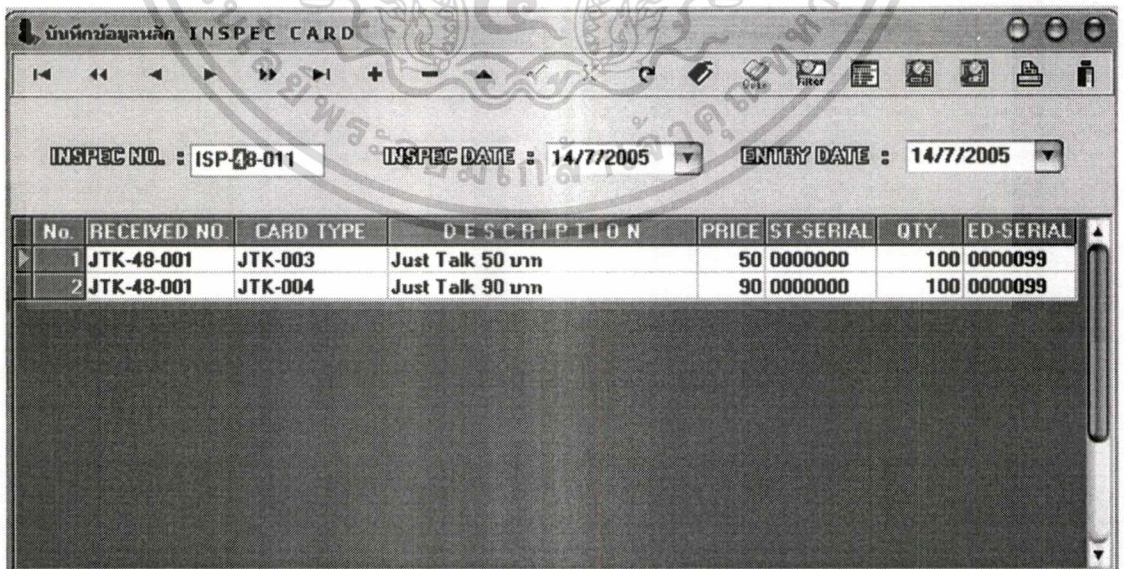 บันทึกข้อมูลหลัก INSPEC CARD
Filter
INSPEC NO. : ISP-48-011 INSPEC DATE : 14/7/2005 ENTRY DATE : 14/7/2005
No. RECEIVED NO. CARD TYPE DESCRIPTION PRICE ST-SERIAL QTY. ED-SERIAL
1 JTK-48-001 JTK-003 Just Talk 50 บาท 50 0000000 100 0000099
2 JTK-48-001 JTK-004 Just Talk 90 บาท 90 0000000 100 0000099